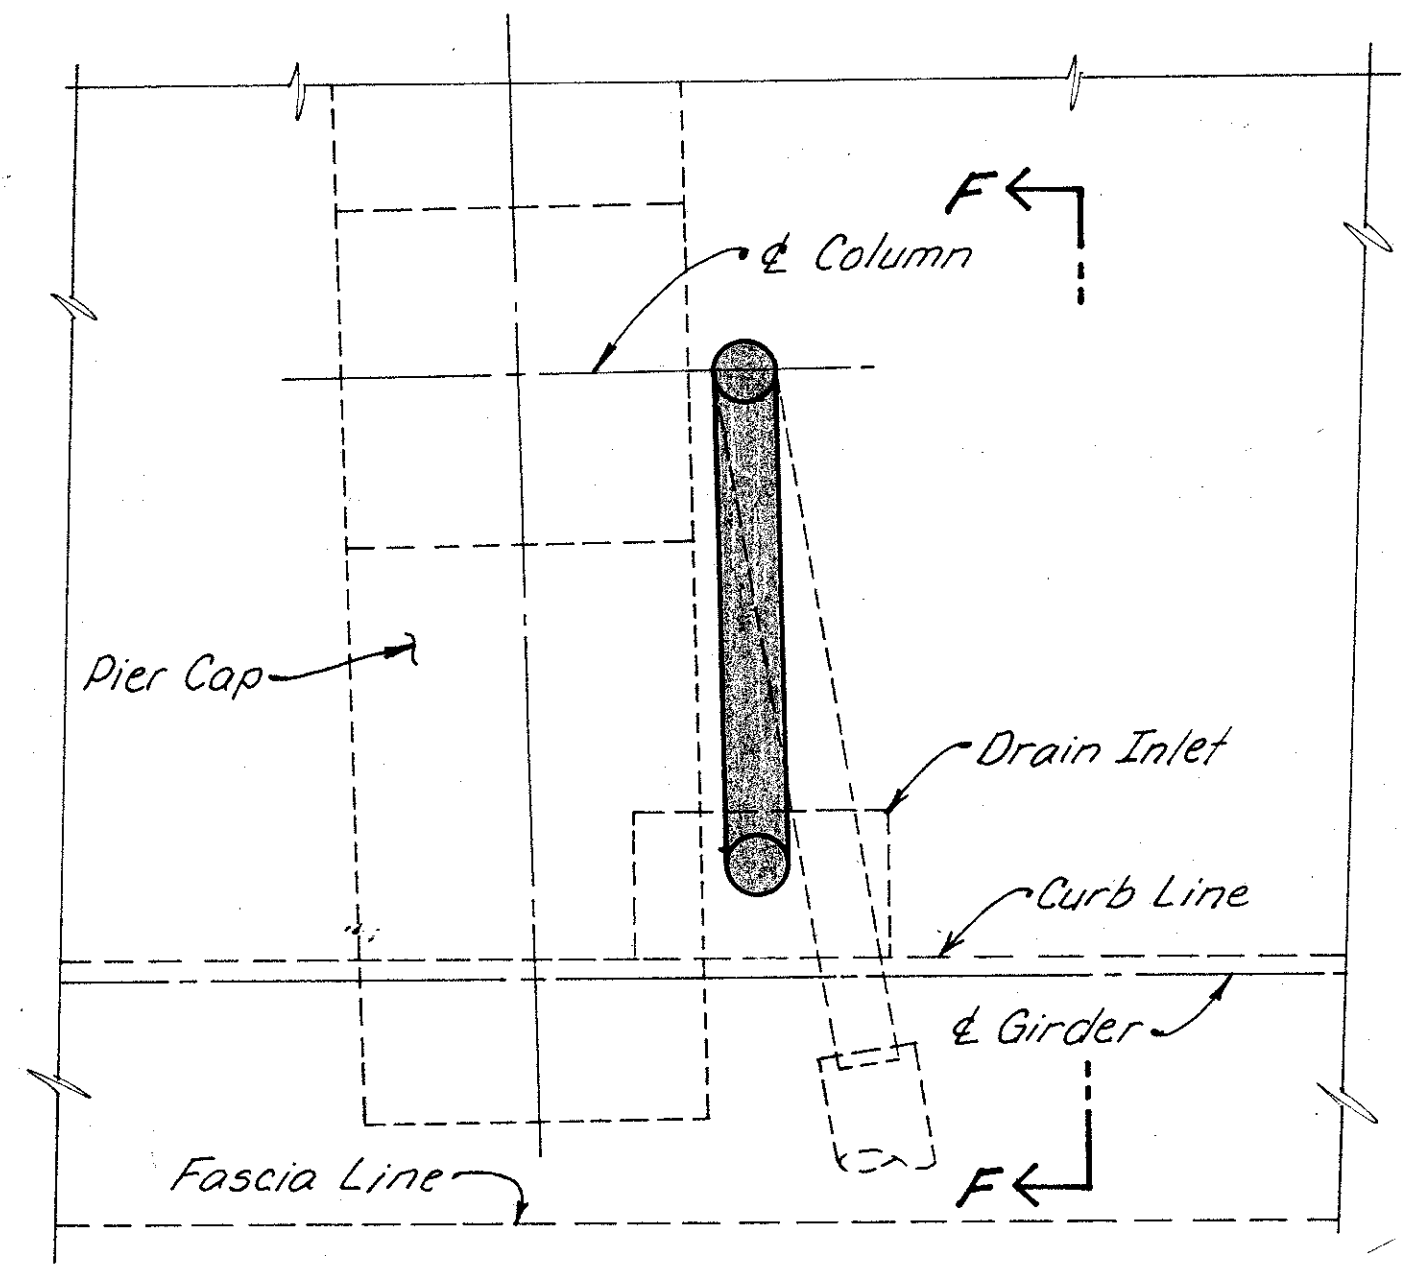 F
℄ Column
Pier Cap
Drain Inlet
Curb Line
℄ Girder
Fascia Line
F